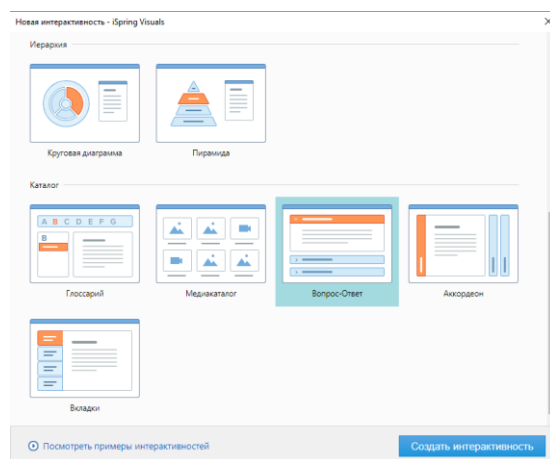 Новая интерактивность - iSpring Visuals
Иерархия
Круговая диаграмма
Пирамида
Каталог
A B C D E F G
B
Глоссарий
Медиакаталог
Вопрос-Ответ
Аккордеон
Вкладки
Посмотреть примеры интерактивностей
Создать интерактивность